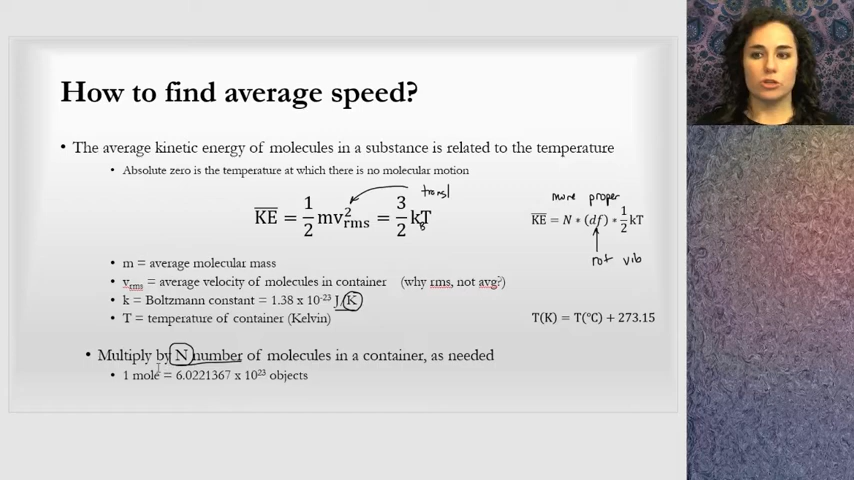 How to find average speed?
• The average kinetic energy of molecules in a substance is related to the temperature
• Absolute zero is the temperature at which there is no molecular motion
transl
K̅E̅ = 1/2 mv²rms = 3/2 kT
B
more proper
K̅E̅ = N * (df) * 1/2 kT
not vib
• m = average molecular mass
• vrms = average velocity of molecules in container (why rms, not avg?)
• k = Boltzmann constant = 1.38 x 10⁻²³ J/K
• T = temperature of container (Kelvin)
T(K) = T(°C) + 273.15
• Multiply by N number of molecules in a container, as needed
• 1 mole = 6.0221367 x 10²³ objects